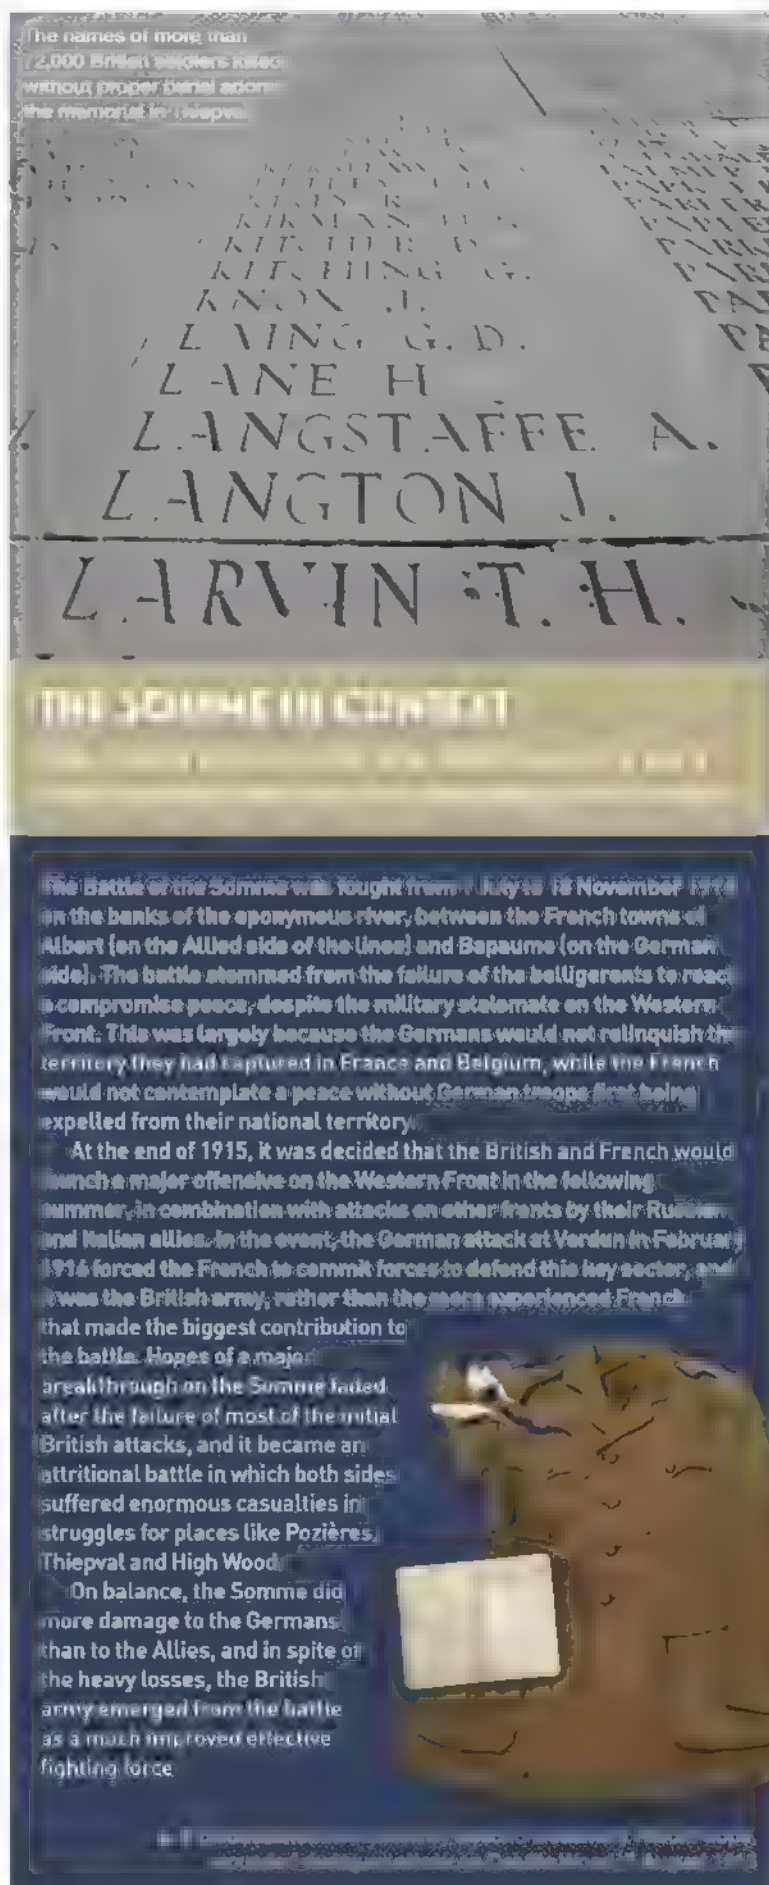 The names of more than
72,000 British soldiers killed
without proper burial adorn
the memorial in Thiepval
KIRMAN
KITCHER D.
KITCHING G.
KNOX J.
LAING G. D.
LANE H
LANGSTAFFE A.
LANGTON J.
LARVIN T. H.
THE SOMME IN CONTEXT
The Battle of the Somme was fought from 1 July to 18 November 1916
on the banks of the eponymous river, between the French towns of
Albert (on the Allied side of the lines) and Bapaume (on the German
side). The battle stemmed from the failure of the belligerents to reach
a compromise peace, despite the military stalemate on the Western
Front. This was largely because the Germans would not relinquish the
territory they had captured in France and Belgium, while the French
would not contemplate a peace without German troops first being
expelled from their national territory.
At the end of 1915, it was decided that the British and French would
launch a major offensive on the Western Front in the following
summer, in combination with attacks on other fronts by their Russian
and Italian allies. In the event, the German attack at Verdun in February
1916 forced the French to commit forces to defend this key sector, and
it was the British army, rather than the more experienced French
that made the biggest contribution to
the battle. Hopes of a major
breakthrough on the Somme faded
after the failure of most of the initial
British attacks, and it became an
attritional battle in which both sides
suffered enormous casualties in
struggles for places like Pozières,
Thiepval and High Wood.
On balance, the Somme did
more damage to the Germans
than to the Allies, and in spite of
the heavy losses, the British
army emerged from the battle
as a much improved effective
fighting force